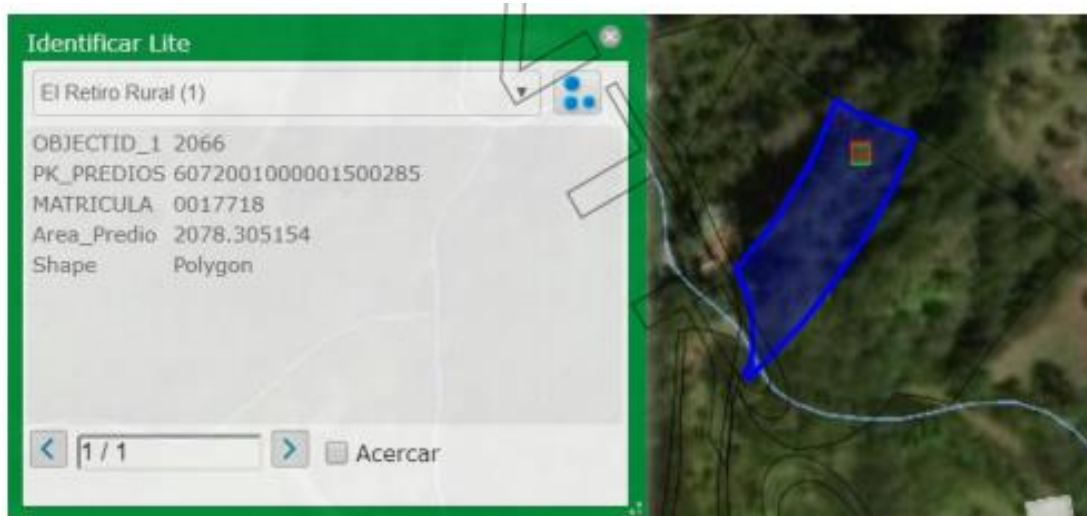 Identificar Lite
El Retiro Rural (1)
OBJECTID_1 2066
PK_PREDIOS 6072001000001500285
MATRICULA 0017718
Area_Predio 2078.305154
Shape Polygon
1 / 1
Acercar